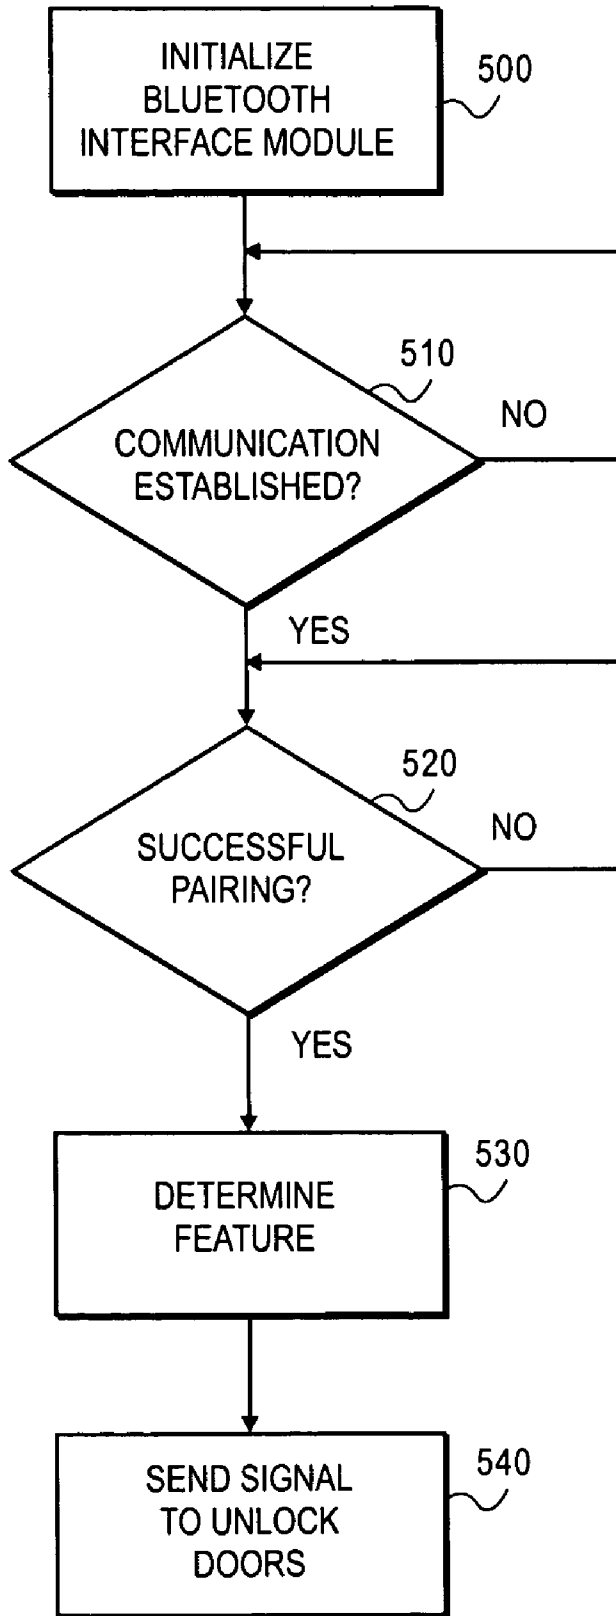 INITIALIZE
BLUETOOTH
INTERFACE MODULE
500
510
COMMUNICATION
ESTABLISHED?
NO
YES
520
SUCCESSFUL
PAIRING?
NO
YES
DETERMINE
FEATURE
530
SEND SIGNAL
TO UNLOCK
DOORS
540